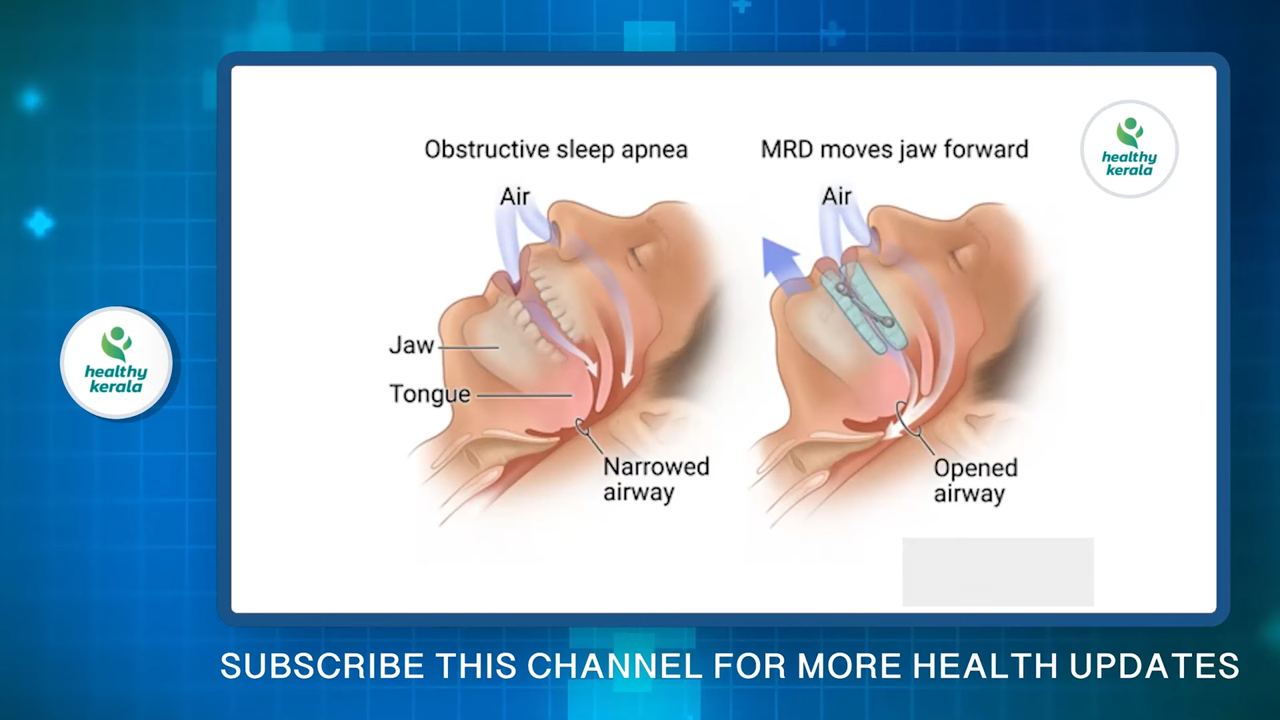 Obstructive sleep apnea
MRD moves jaw forward
healthy
kerala
Air
Air
Jaw
Tongue
Narrowed
airway
Opened
airway
healthy
kerala
SUBSCRIBE THIS CHANNEL FOR MORE HEALTH UPDATES